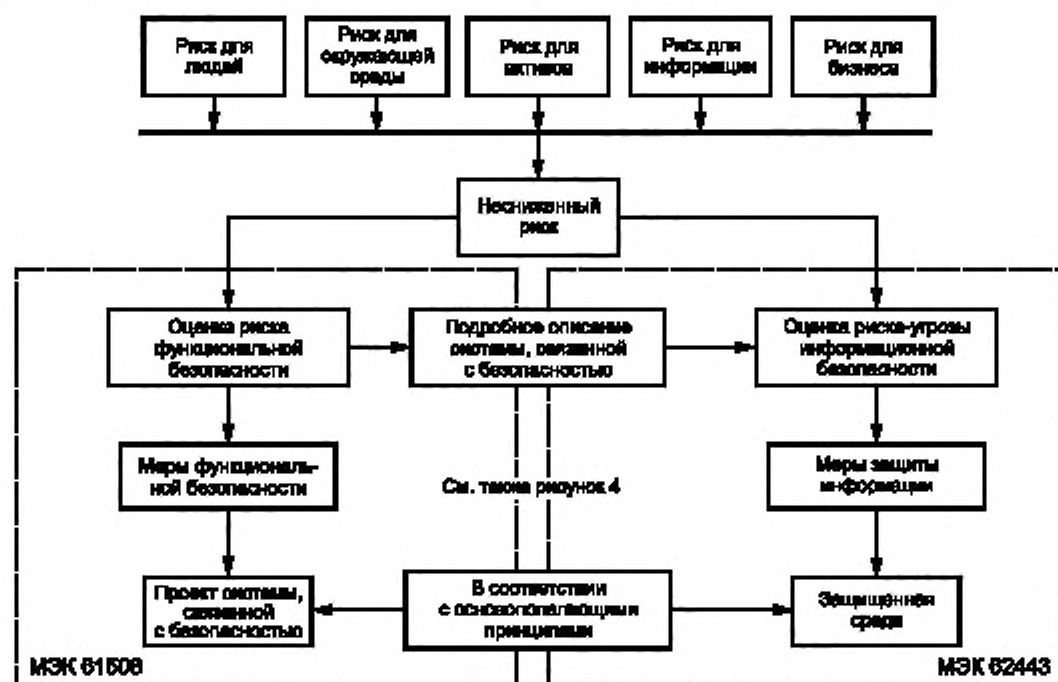 Риск для
людей
Риск для
окружающей
среды
Риск для
активов
Риск для
информации
Риск для
бизнеса
Несниженный
риск
Оценка риска
функциональной
безопасности
Подробное описание
системы, связанной
с безопасностью
Оценка риска-угрозы
информационной
безопасности
Меры функциональ-
ной безопасности
См. также рисунок 4
Меры защиты
информации
Проект системы,
связанной
с безопасностью
В соответствии
с основополагающими
принципами
Защищенная
среда
МЭК 61508
МЭК 62443